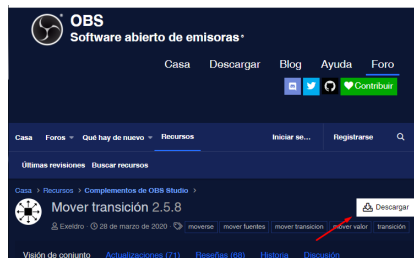 OBS
Software abierto de emisoras®
Casa Descargar Blog Ayuda Foro
Contribuir
Casa Foros Qué hay de nuevo Recursos Iniciar se... Registrarse
Últimas revisiones Buscar recursos
Casa > Recursos > Complementos de OBS Studio >
Mover transición 2.5.8
Descargar
Exeldro · 28 de marzo de 2020 · moverse mover fuentes mover transicion mover valor transición
Visión de conjunto Actualizaciones (71) Reseñas (68) Historia Discusión